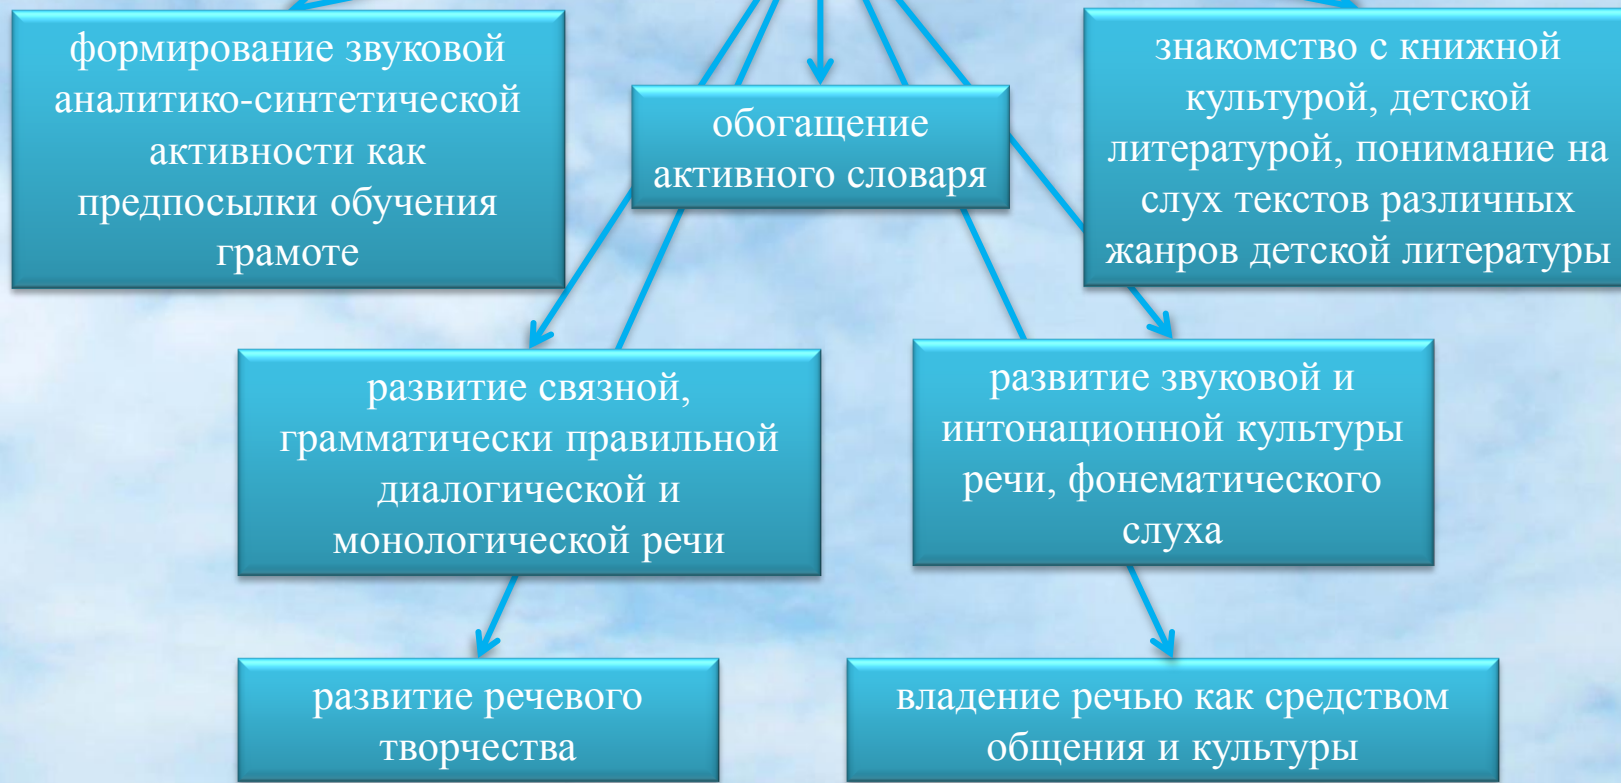 формирование звуковой
аналитико-синтетической
активности как
предпосылки обучения
грамоте
обогащение
активного словаря
знакомство с книжной
культурой, детской
литературой, понимание на
слух текстов различных
жанров детской литературы
развитие связной,
грамматически правильной
диалогической и
монологической речи
развитие звуковой и
интонационной культуры
речи, фонематического
слуха
развитие речевого
творчества
владение речью как средством
общения и культуры